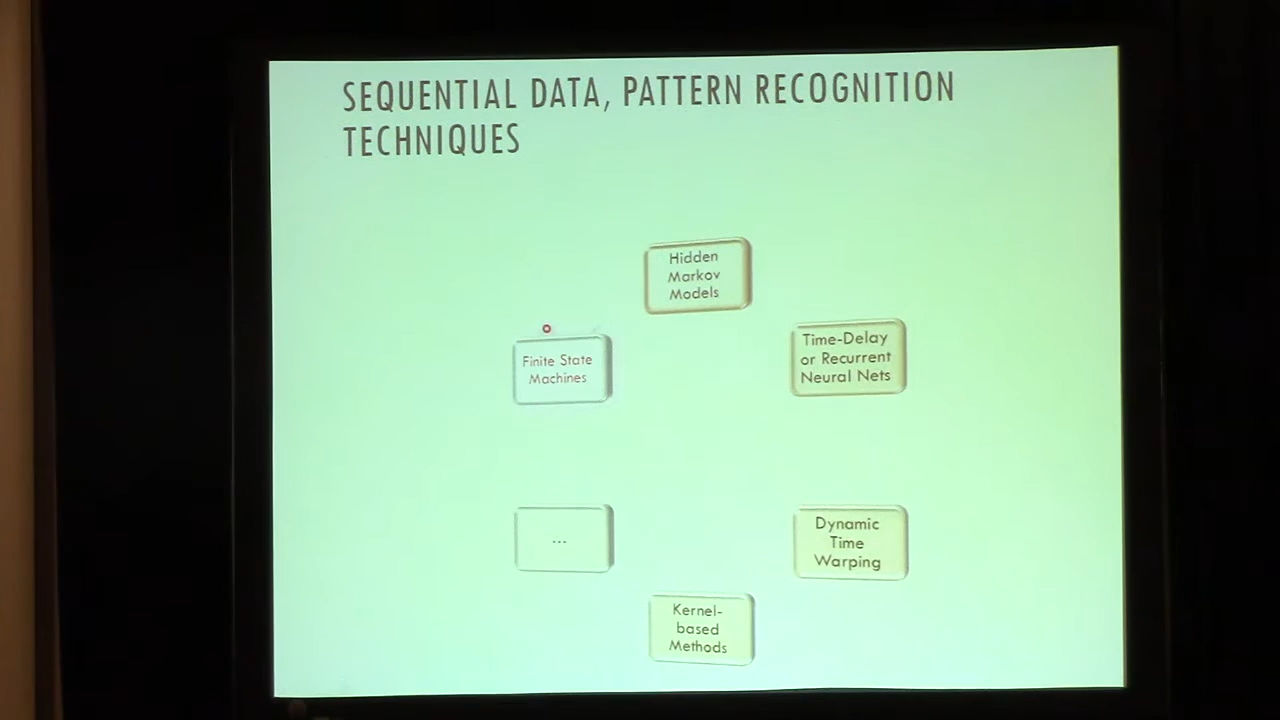 SEQUENTIAL DATA, PATTERN RECOGNITION
TECHNIQUES
Hidden
Markov
Models
Time-Delay
or Recurrent
Neural Nets
Dynamic
Time
Warping
Kernel-
based
Methods
...
Finite State
Machines